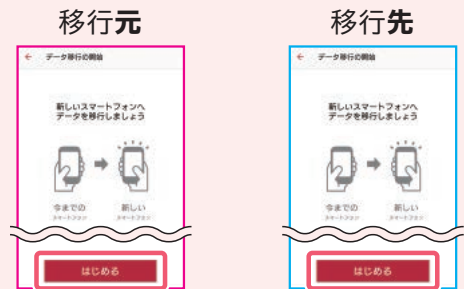 移行元
← データ移行の開始
新しいスマートフォンへ
データを移行しましょう
今までの
スマートフォン
新しい
スマートフォン
はじめる
移行先
← データ移行の開始
新しいスマートフォンへ
データを移行しましょう
今までの
スマートフォン
新しい
スマートフォン
はじめる